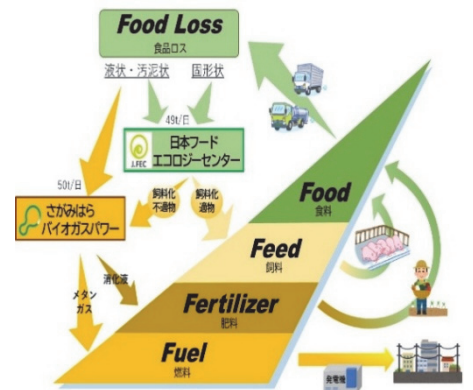 Food Loss
食品ロス
液状・汚泥状 固形状
49t/日
J.FEC
日本フード
エコロジーセンター
50t/日
さがみはら
バイオガスパワー
飼料化
不適物
飼料化
適物
メタン
ガス
消化液
Food
食料
Feed
飼料
Fertilizer
肥料
Fuel
燃料
発電機